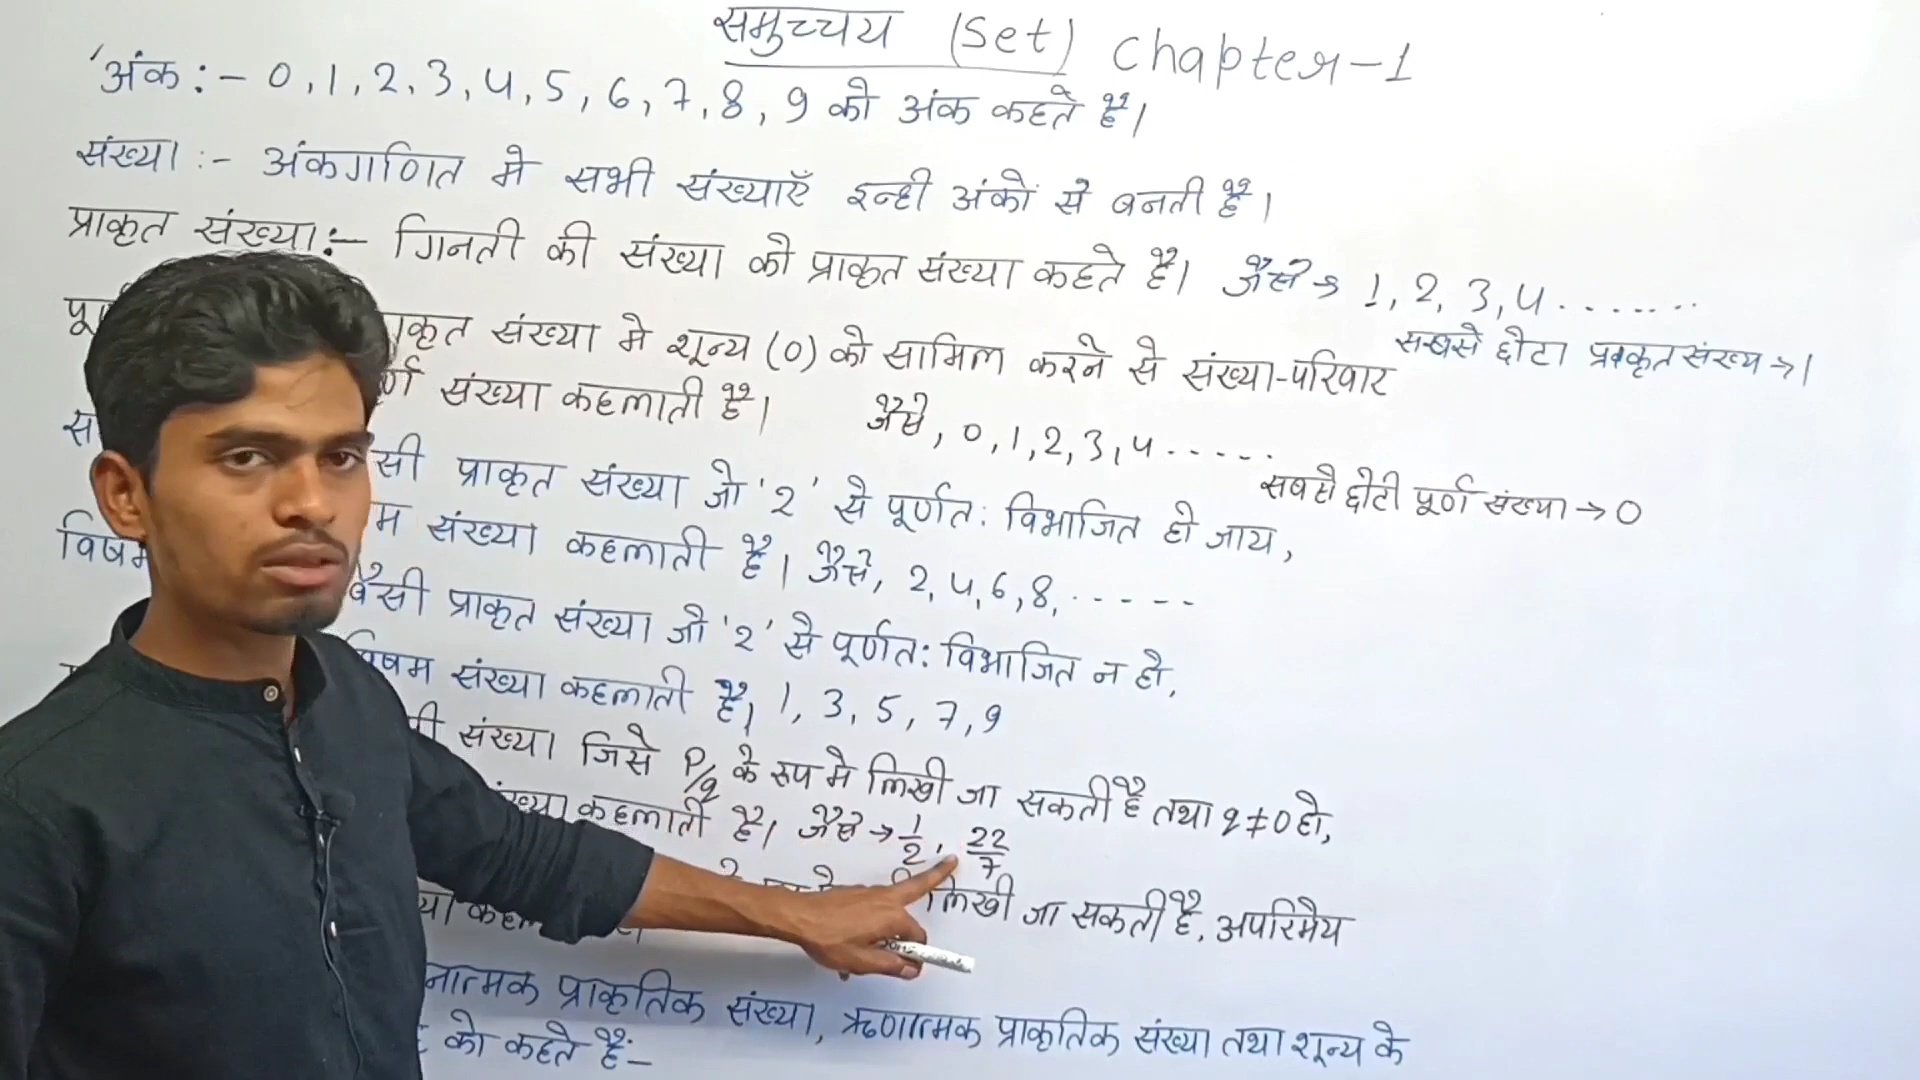 समुच्चय (Set) Chapter-1
अंक :- 0, 1, 2, 3, 4, 5, 6, 7, 8, 9 को अंक कहते है।
संख्या :- अंकगणित मे सभी संख्याएँ इन्ही अंकों से बनती है।
प्राकृत संख्या :- गिनती की संख्या को प्राकृत संख्या कहते है। जैसे→ 1, 2, 3, 4 .......
सबसे छोटा प्राकृत संख्य → 1
संख्या मे शून्य (0) को सामिल करने से संख्या-परिवार
संख्या कहलाती है। जैसे, 0, 1, 2, 3, 4 ......
सबसे छोटी पूर्ण संख्या → 0
प्राकृत संख्या जो '2' से पूर्णत: विभाजित हो जाय,
संख्या कहलाती है। जैसे, 2, 4, 6, 8, .....
विषम वैसी प्राकृत संख्या जो '2' से पूर्णत: विभाजित न हो,
विषम संख्या कहलाती है। 1, 3, 5, 7, 9
संख्या जिसे P/q के रूप मे लिखी जा सकती है तथा q ≠ 0 हो,
संख्या कहलाती है। जैसे → 1/2, 22/7
लिखी जा सकती है, अपरिमेय
प्राकृतिक संख्या, ऋणात्मक प्राकृतिक संख्या तथा शून्य के
को कहते हैं:-